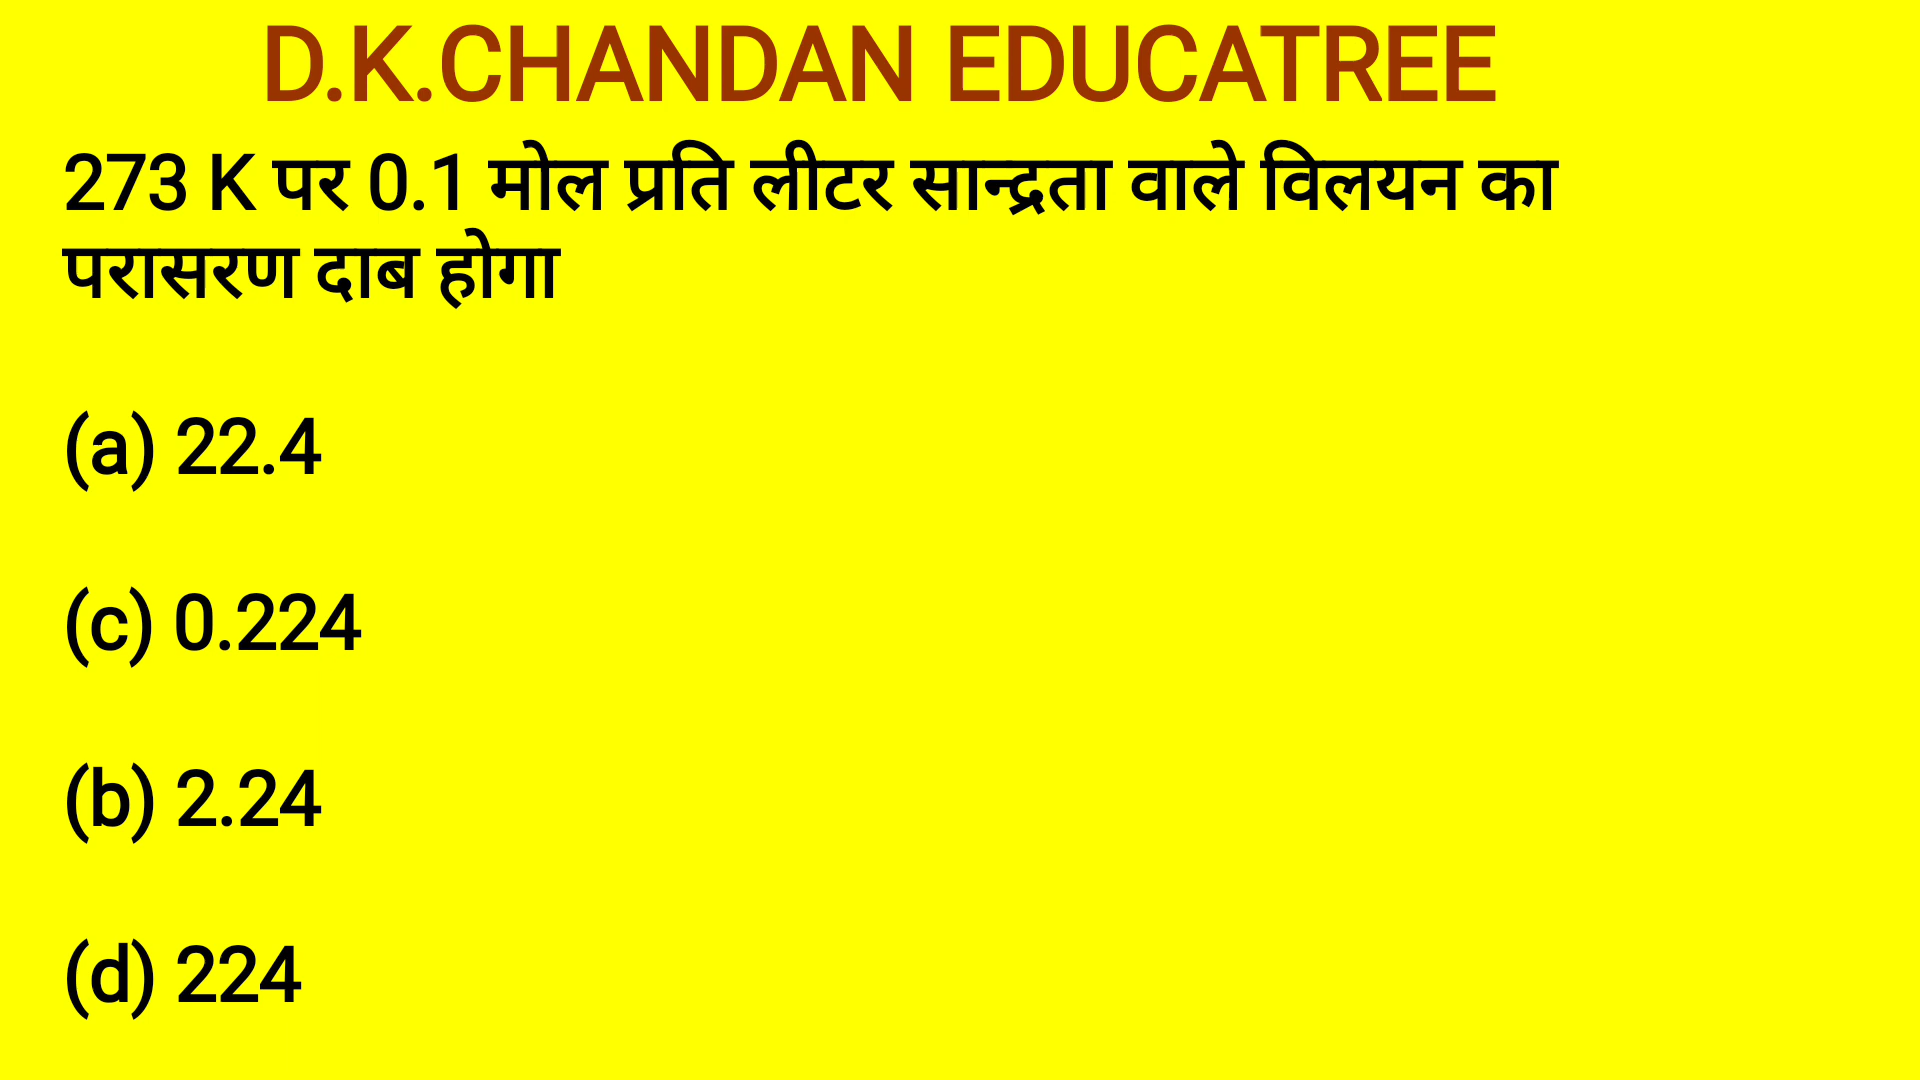 D.K.CHANDAN EDUCATREE
273 K पर 0.1 मोल प्रति लीटर सान्द्रता वाले विलयन का
परासरण दाब होगा
(a) 22.4
(c) 0.224
(b) 2.24
(d) 224